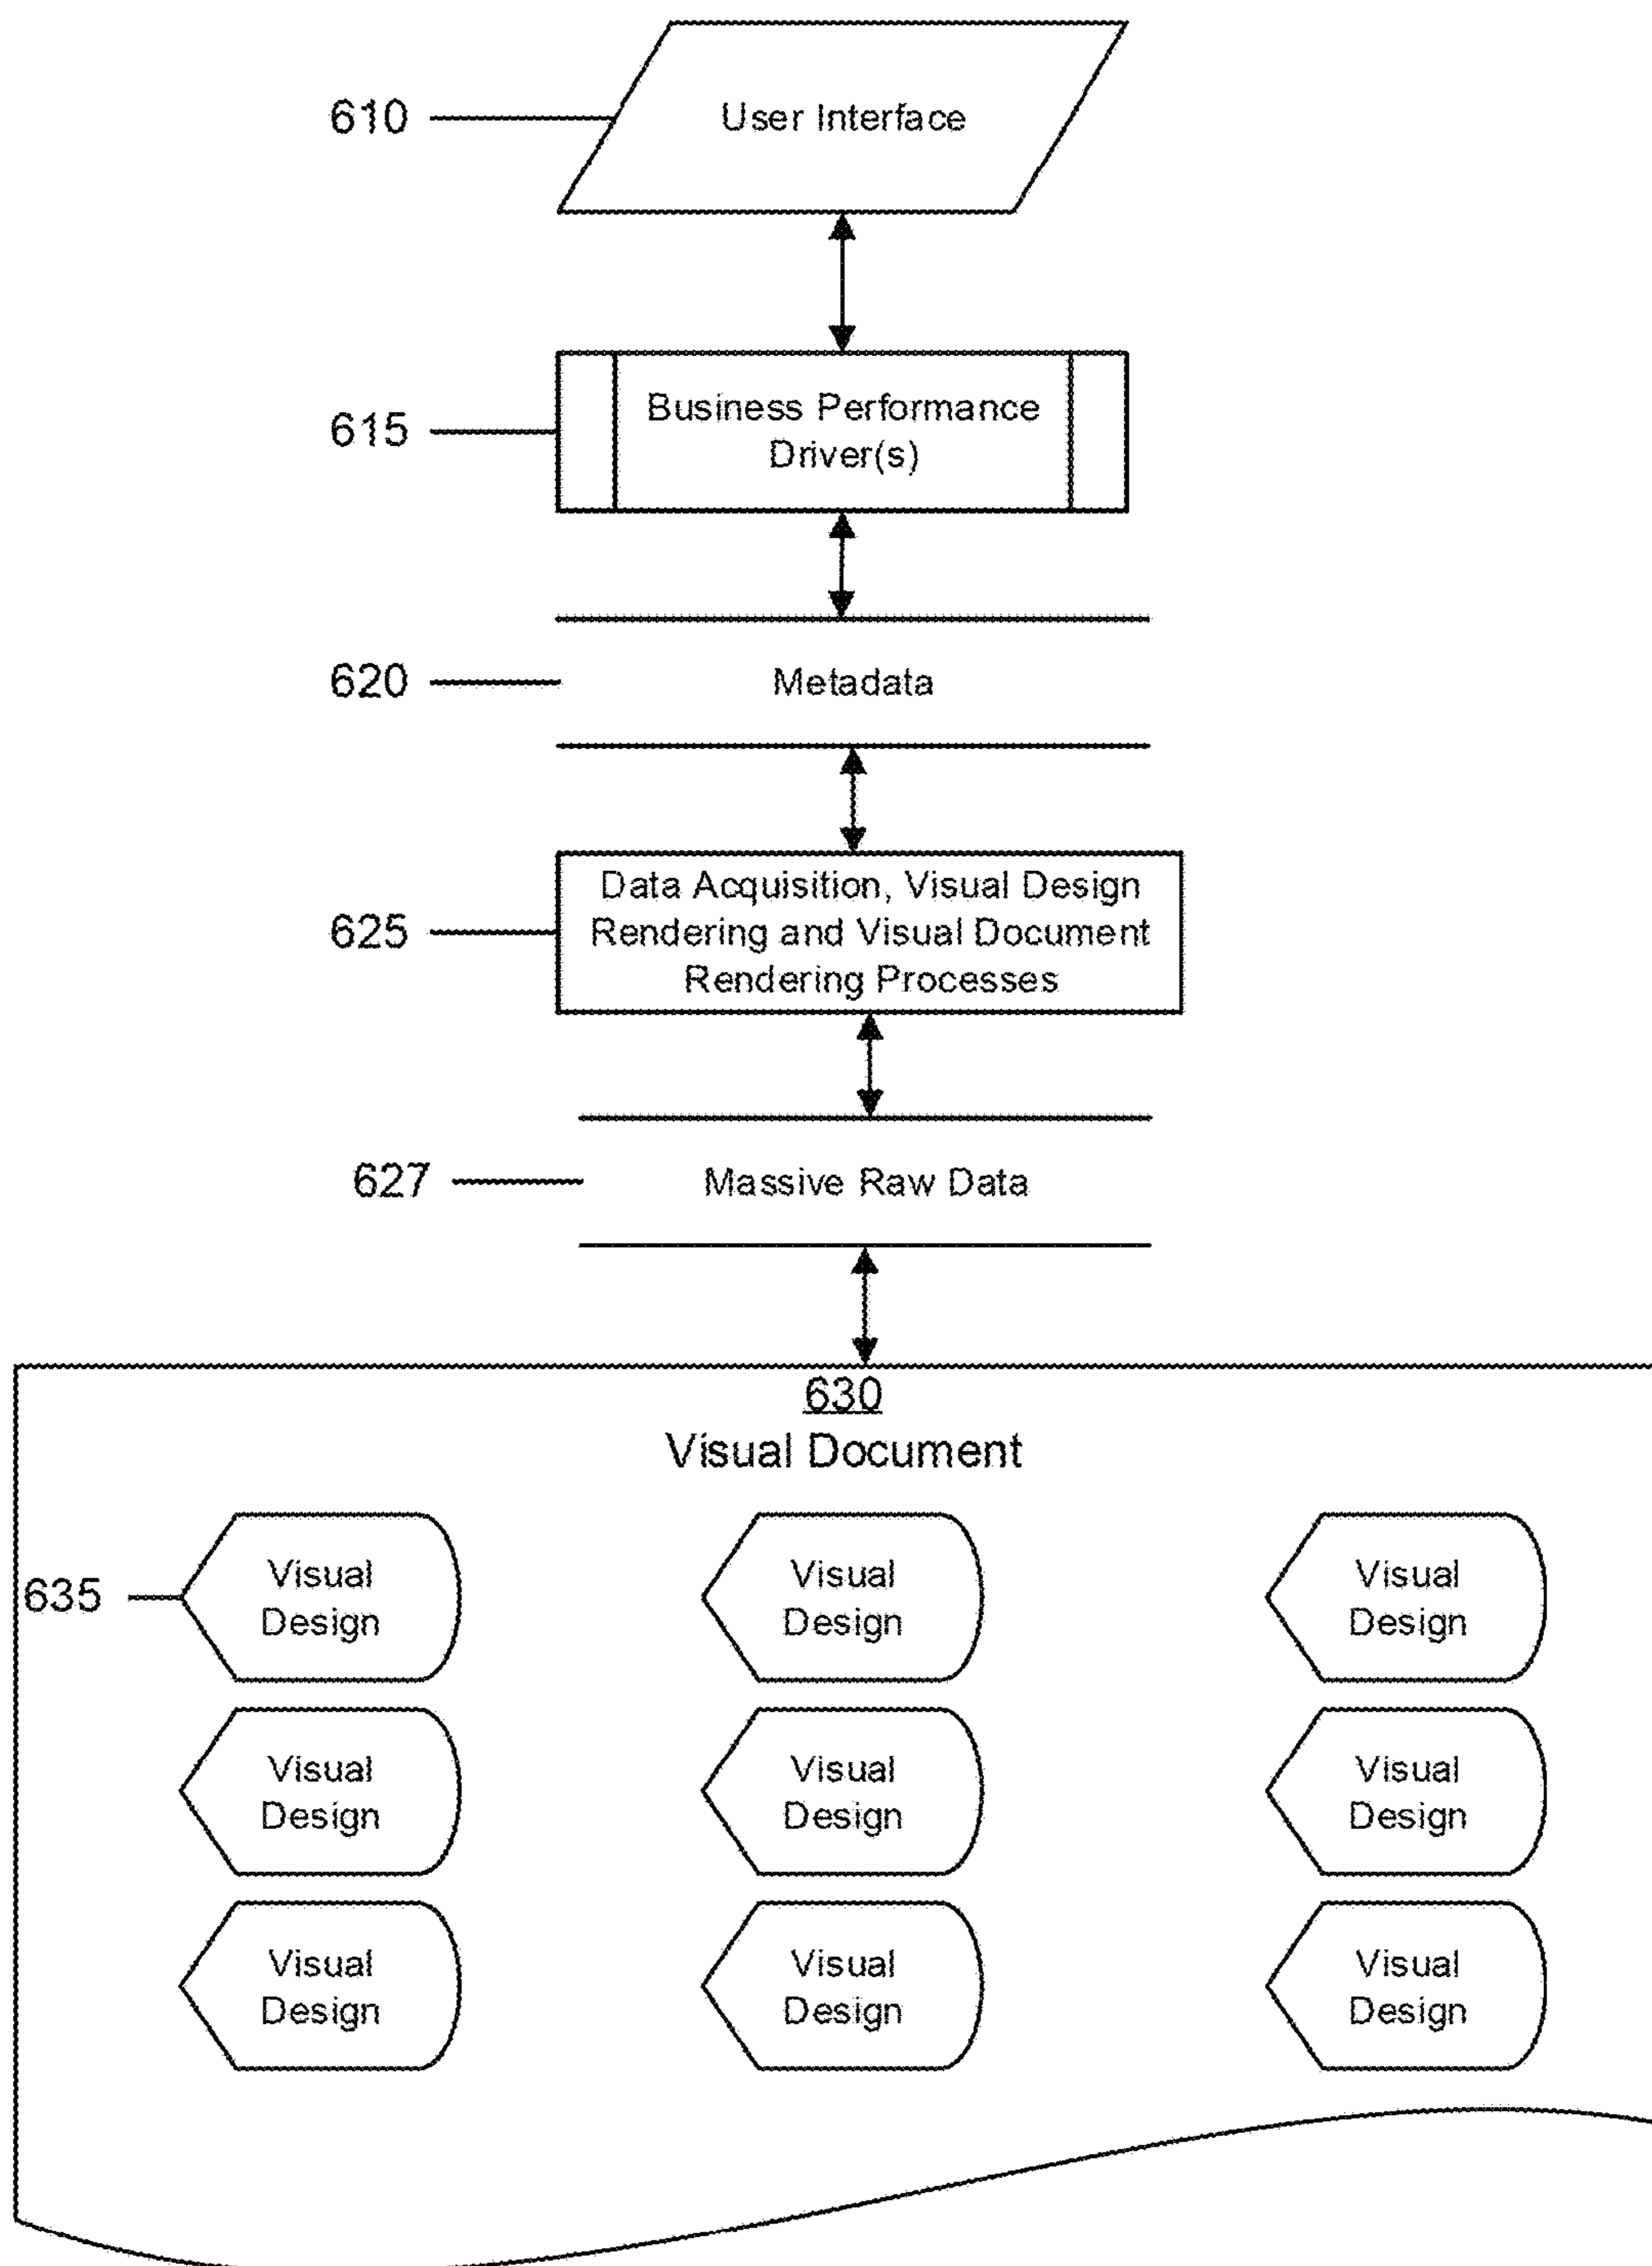 610
User Interface
615
Business Performance
Driver(s)
620
Metadata
625
Data Acquisition, Visual Design
Rendering and Visual Document
Rendering Processes
627
Massive Raw Data
630
Visual Document
635
Visual
Design
Visual
Design
Visual
Design
Visual
Design
Visual
Design
Visual
Design
Visual
Design
Visual
Design
Visual
Design